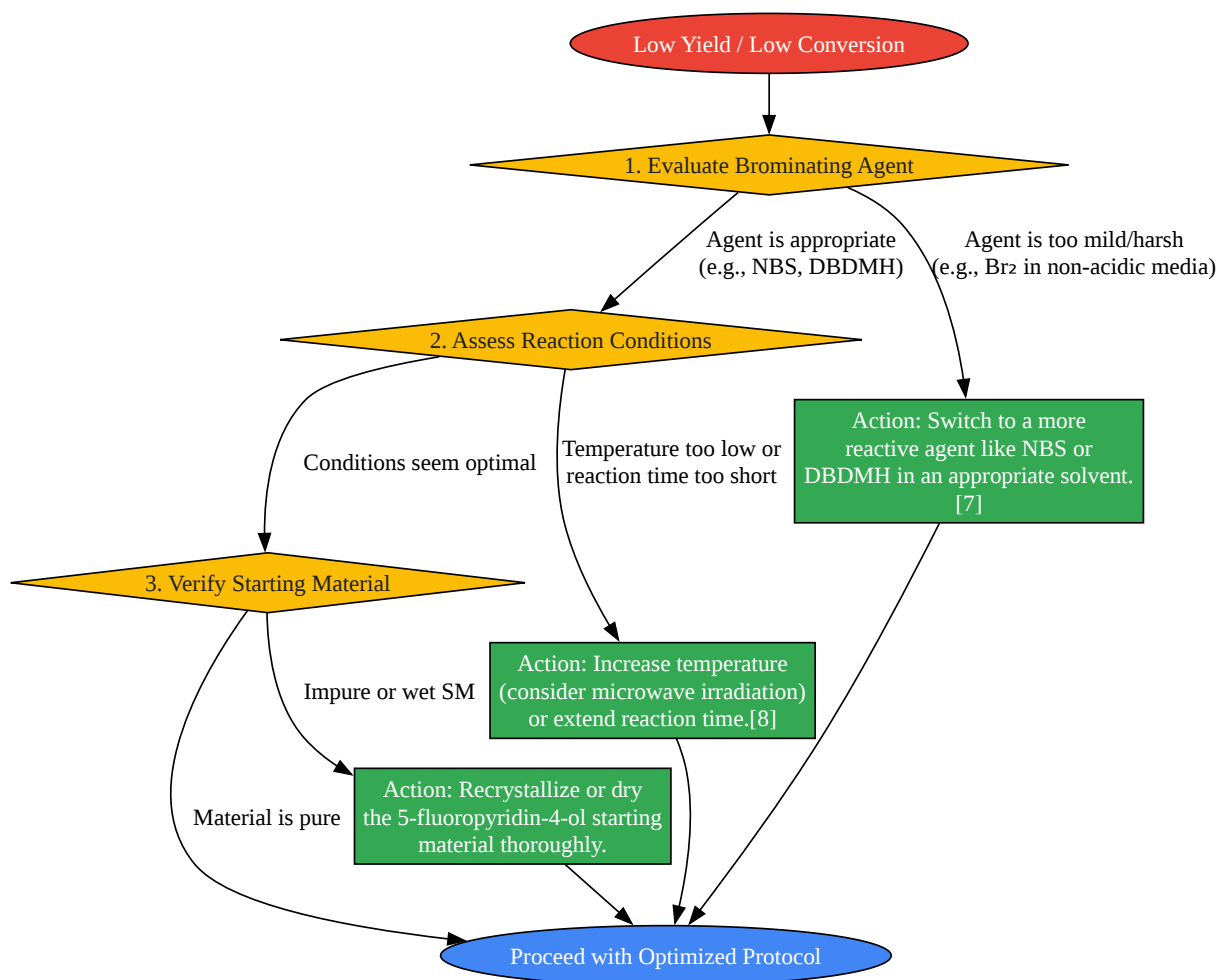 Low Yield / Low Conversion
1. Evaluate Brominating Agent
Agent is appropriate
(e.g., NBS, DBDMH)
Agent is too mild/harsh
(e.g., Br₂ in non-acidic media)
2. Assess Reaction Conditions
Action: Switch to a more
reactive agent like NBS or
DBDMH in an appropriate solvent.
[7]
Conditions seem optimal
Temperature too low or
reaction time too short
3. Verify Starting Material
Action: Increase temperature
(consider microwave irradiation)
or extend reaction time.[8]
Impure or wet SM
Material is pure
Action: Recrystallize or dry
the 5-fluoropyridin-4-ol starting
material thoroughly.
Proceed with Optimized Protocol